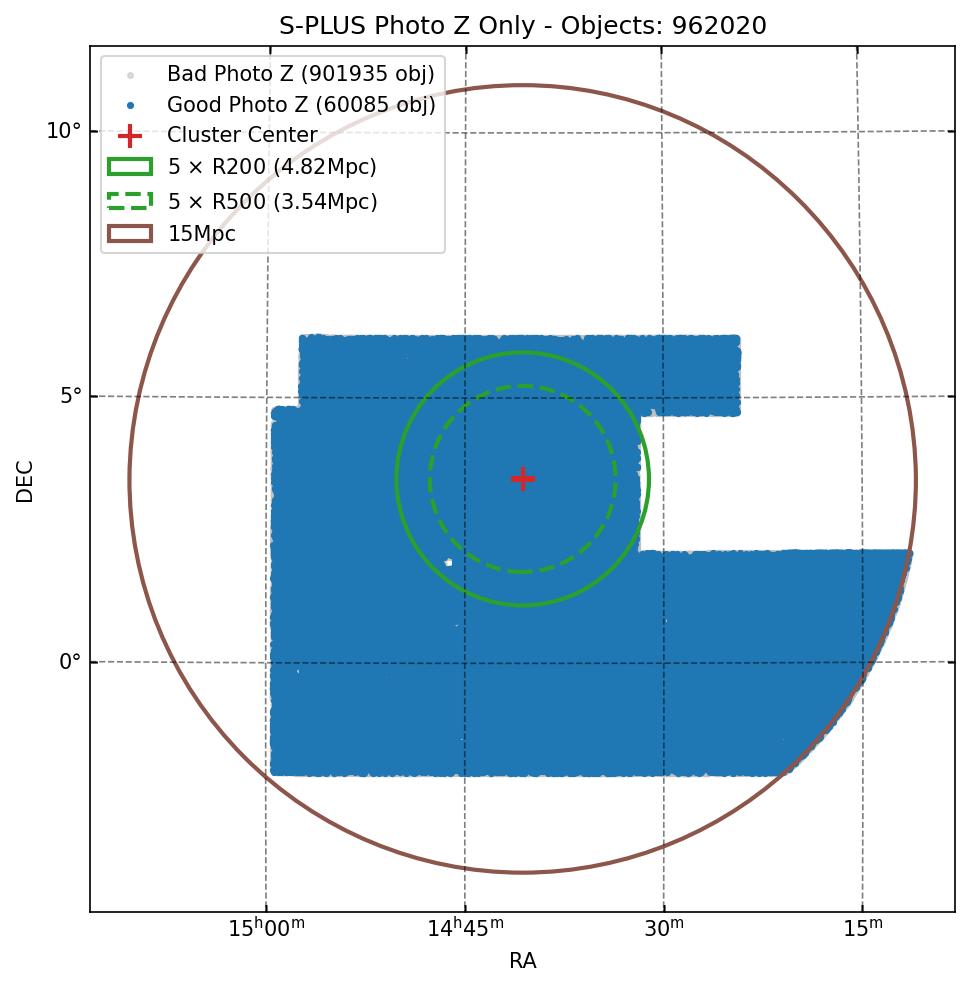 S-PLUS Photo Z Only - Objects: 962020
Bad Photo Z (901935 obj)
Good Photo Z (60085 obj)
Cluster Center
5 × R200 (4.82Mpc)
5 × R500 (3.54Mpc)
15Mpc
10°
5°
0°
DEC
15ʰ00ᵐ
14ʰ45ᵐ
30ᵐ
15ᵐ
RA